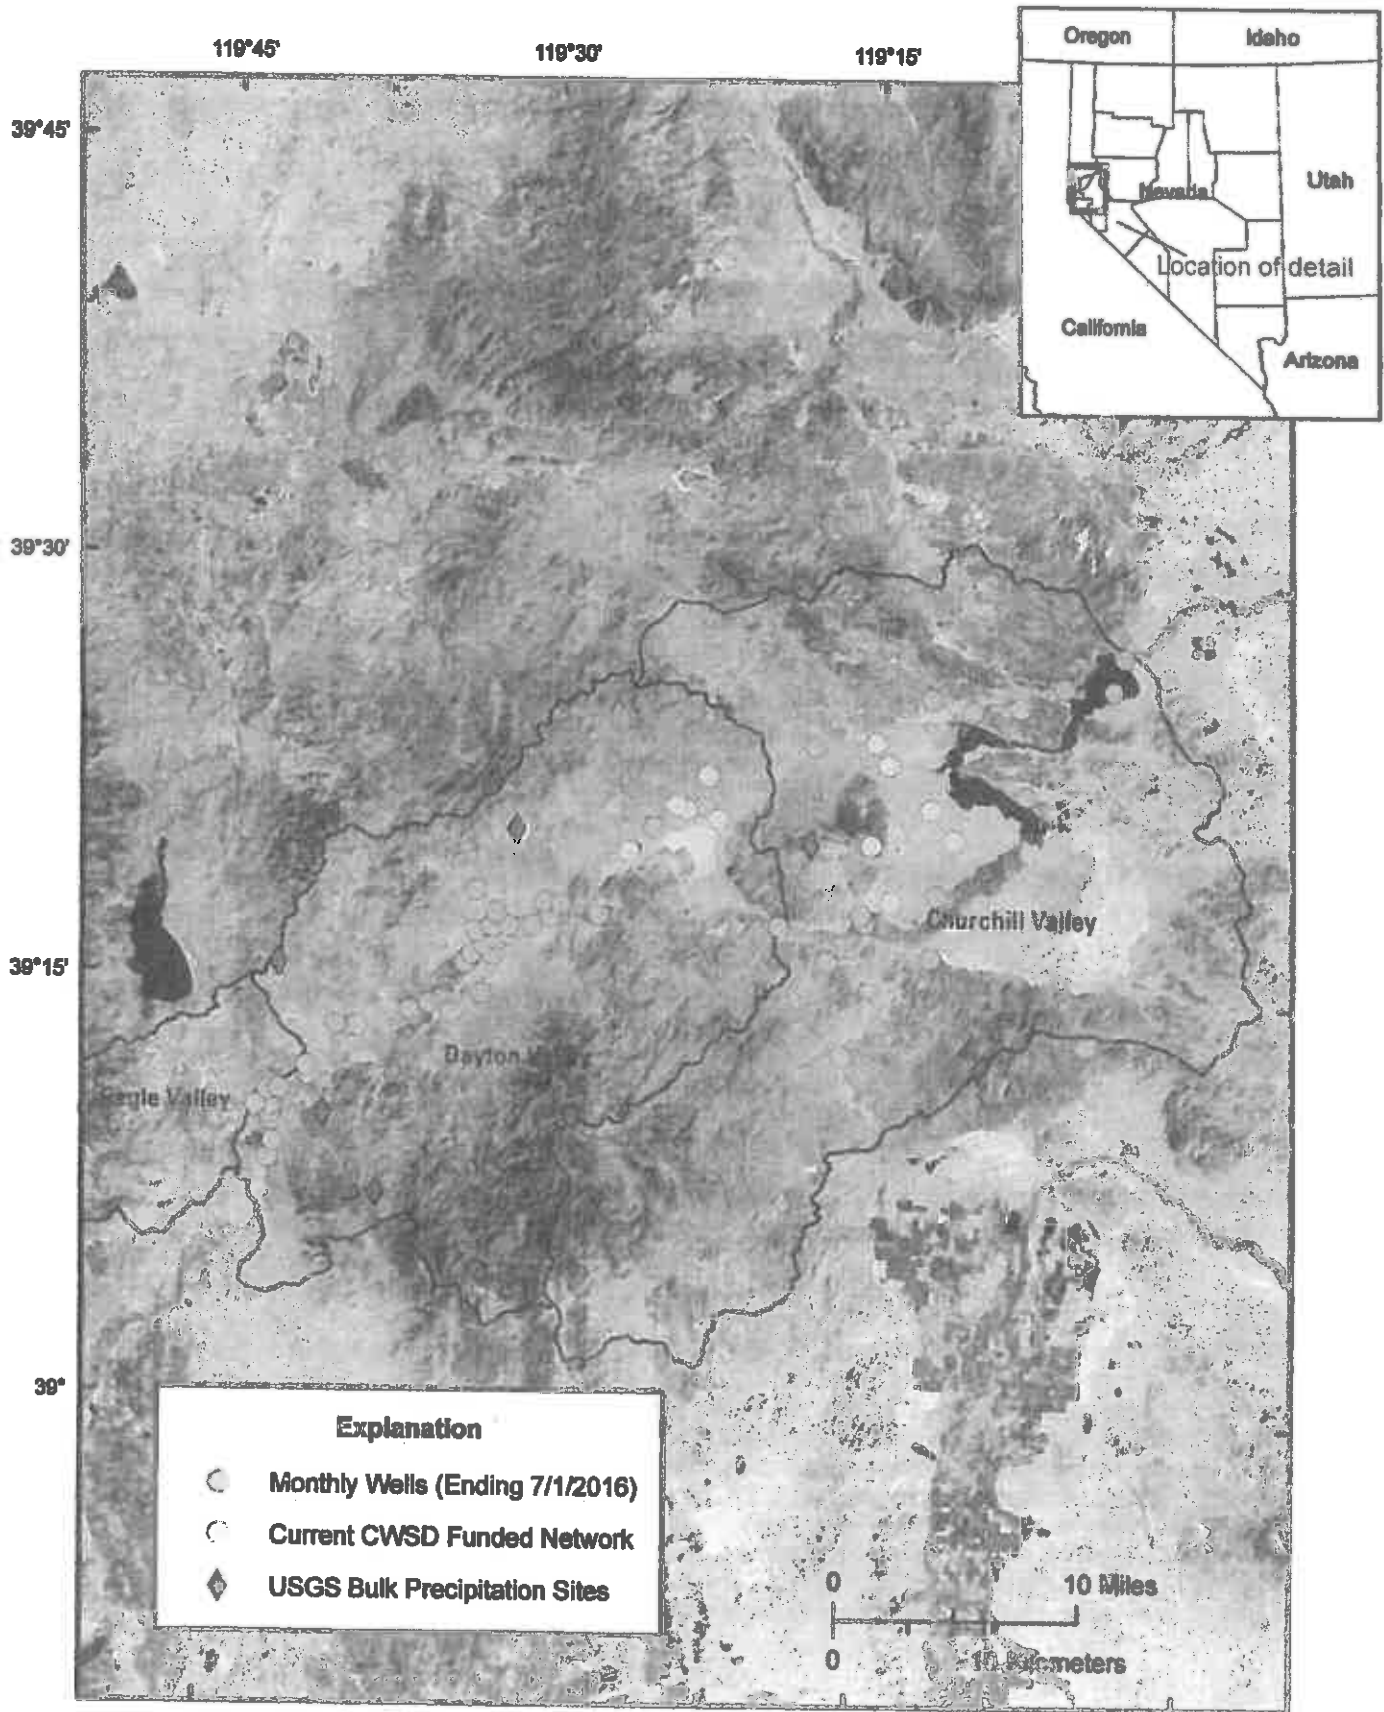 119°45'
119°30'
119°15'
Oregon
Idaho
39°45'
Utah
Nevada
Location of detail
California
Arizona
39°30'
Churchill Valley
39°15'
Dayton Valley
Eagle Valley
39°
Explanation
Monthly Wells (Ending 7/1/2016)
Current CWSD Funded Network
USGS Bulk Precipitation Sites
0
10 Miles
0
10 Kilometers